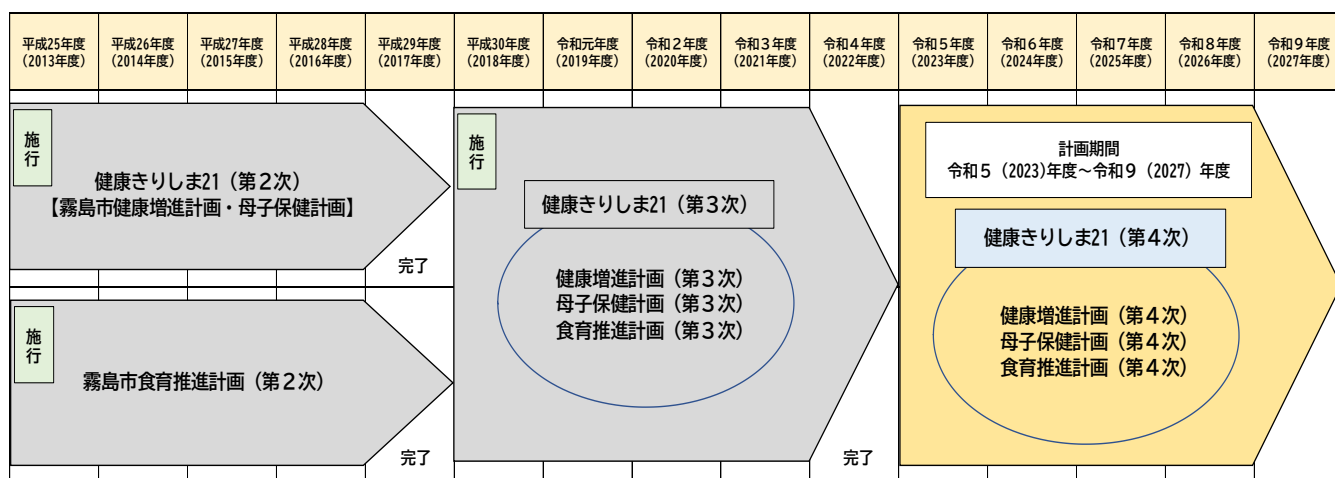 平成25年度
（2013年度）
平成26年度
（2014年度）
平成27年度
（2015年度）
平成28年度
（2016年度）
平成29年度
（2017年度）
平成30年度
（2018年度）
令和元年度
（2019年度）
令和２年度
（2020年度）
令和３年度
（2021年度）
令和４年度
（2022年度）
令和５年度
（2023年度）
令和６年度
（2024年度）
令和７年度
（2025年度）
令和８年度
（2026年度）
令和９年度
（2027年度）
施行
健康きりしま21（第２次）
【霧島市健康増進計画・母子保健計画】
完了
施行
霧島市食育推進計画（第２次）
完了
施行
健康きりしま21（第３次）
健康増進計画（第３次）
母子保健計画（第３次）
食育推進計画（第３次）
完了
計画期間
令和５（2023）年度～令和９（2027）年度
健康きりしま21（第４次）
健康増進計画（第４次）
母子保健計画（第４次）
食育推進計画（第４次）